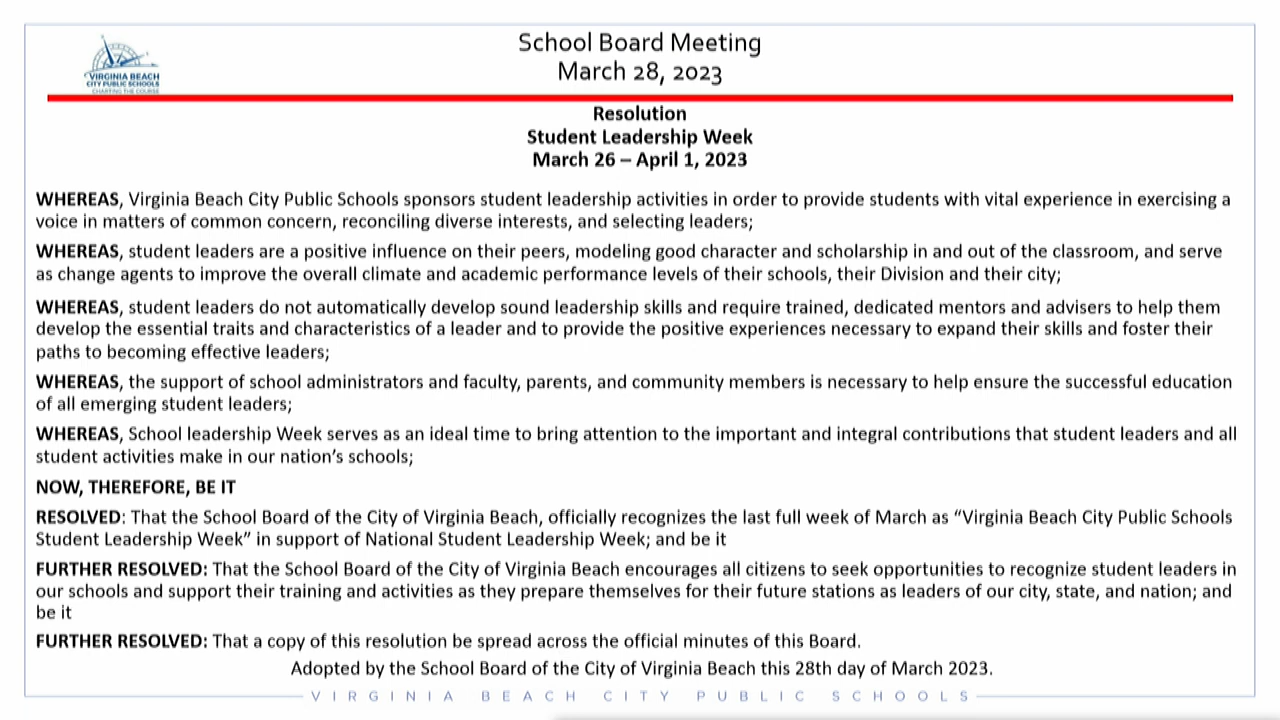 School Board Meeting
March 28, 2023
VIRGINIA BEACH
CITY PUBLIC SCHOOLS
CHARTING THE COURSE
Resolution
Student Leadership Week
March 26 – April 1, 2023
WHEREAS, Virginia Beach City Public Schools sponsors student leadership activities in order to provide students with vital experience in exercising a
voice in matters of common concern, reconciling diverse interests, and selecting leaders;
WHEREAS, student leaders are a positive influence on their peers, modeling good character and scholarship in and out of the classroom, and serve
as change agents to improve the overall climate and academic performance levels of their schools, their Division and their city;
WHEREAS, student leaders do not automatically develop sound leadership skills and require trained, dedicated mentors and advisers to help them
develop the essential traits and characteristics of a leader and to provide the positive experiences necessary to expand their skills and foster their
paths to becoming effective leaders;
WHEREAS, the support of school administrators and faculty, parents, and community members is necessary to help ensure the successful education
of all emerging student leaders;
WHEREAS, School leadership Week serves as an ideal time to bring attention to the important and integral contributions that student leaders and all
student activities make in our nation's schools;
NOW, THEREFORE, BE IT
RESOLVED: That the School Board of the City of Virginia Beach, officially recognizes the last full week of March as “Virginia Beach City Public Schools
Student Leadership Week” in support of National Student Leadership Week; and be it
FURTHER RESOLVED: That the School Board of the City of Virginia Beach encourages all citizens to seek opportunities to recognize student leaders in
our schools and support their training and activities as they prepare themselves for their future stations as leaders of our city, state, and nation; and
be it
FURTHER RESOLVED: That a copy of this resolution be spread across the official minutes of this Board.
Adopted by the School Board of the City of Virginia Beach this 28th day of March 2023.
VIRGINIA BEACH CITY PUBLIC SCHOOLS